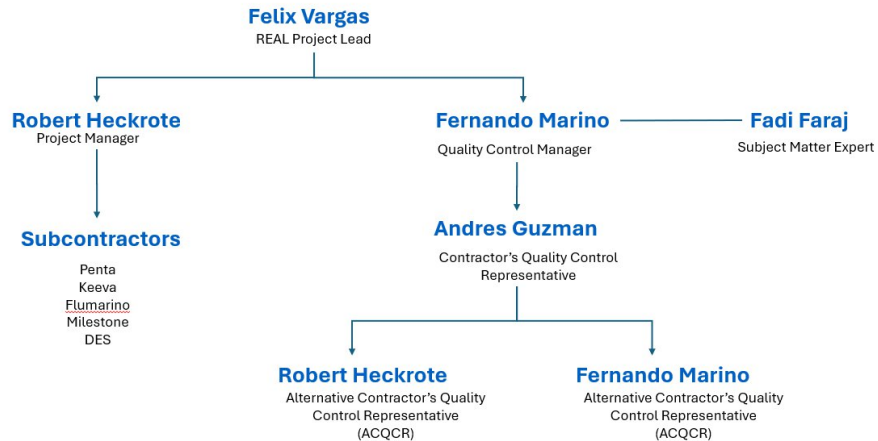 Felix Vargas
REAL Project Lead
Robert Heckrote
Project Manager
Fernando Marino
Quality Control Manager
Fadi Faraj
Subject Matter Expert
Subcontractors
Penta
Keeva
Flumarino
Milestone
DES
Andres Guzman
Contractor’s Quality Control
Representative
Robert Heckrote
Alternative Contractor’s Quality
Control Representative
(ACQCR)
Fernando Marino
Alternative Contractor’s Quality
Control Representative
(ACQCR)